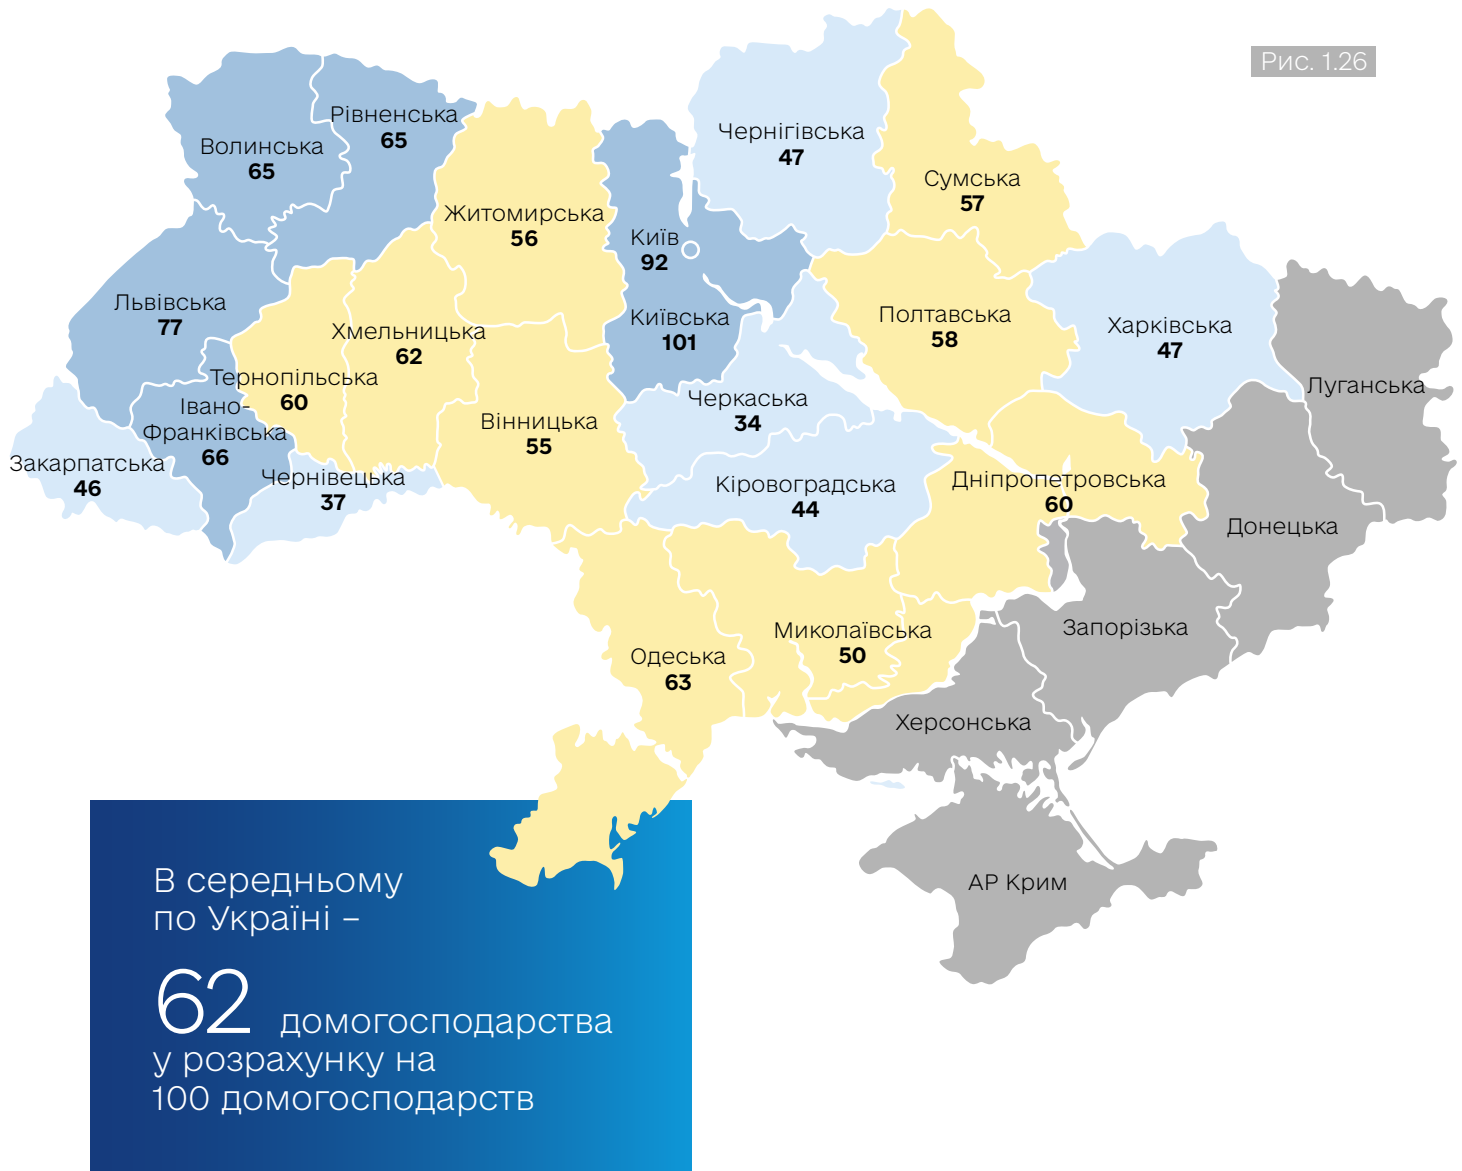 Рис. 1.26
Рівненська
65
Волинська
65
Чернігівська
47
Сумська
57
Житомирська
56
Київ
92
Львівська
77
Київська
101
Полтавська
58
Харківська
47
Хмельницька
62
Тернопільська
60
Луганська
Івано-
Франківська
66
Черкаська
34
Вінницька
55
Закарпатська
46
Чернівецька
37
Кіровоградська
44
Дніпропетровська
60
Донецька
Запорізька
Миколаївська
50
Одеська
63
Херсонська
АР Крим
В середньому
по Україні –
62 домогосподарства
у розрахунку на
100 домогосподарств